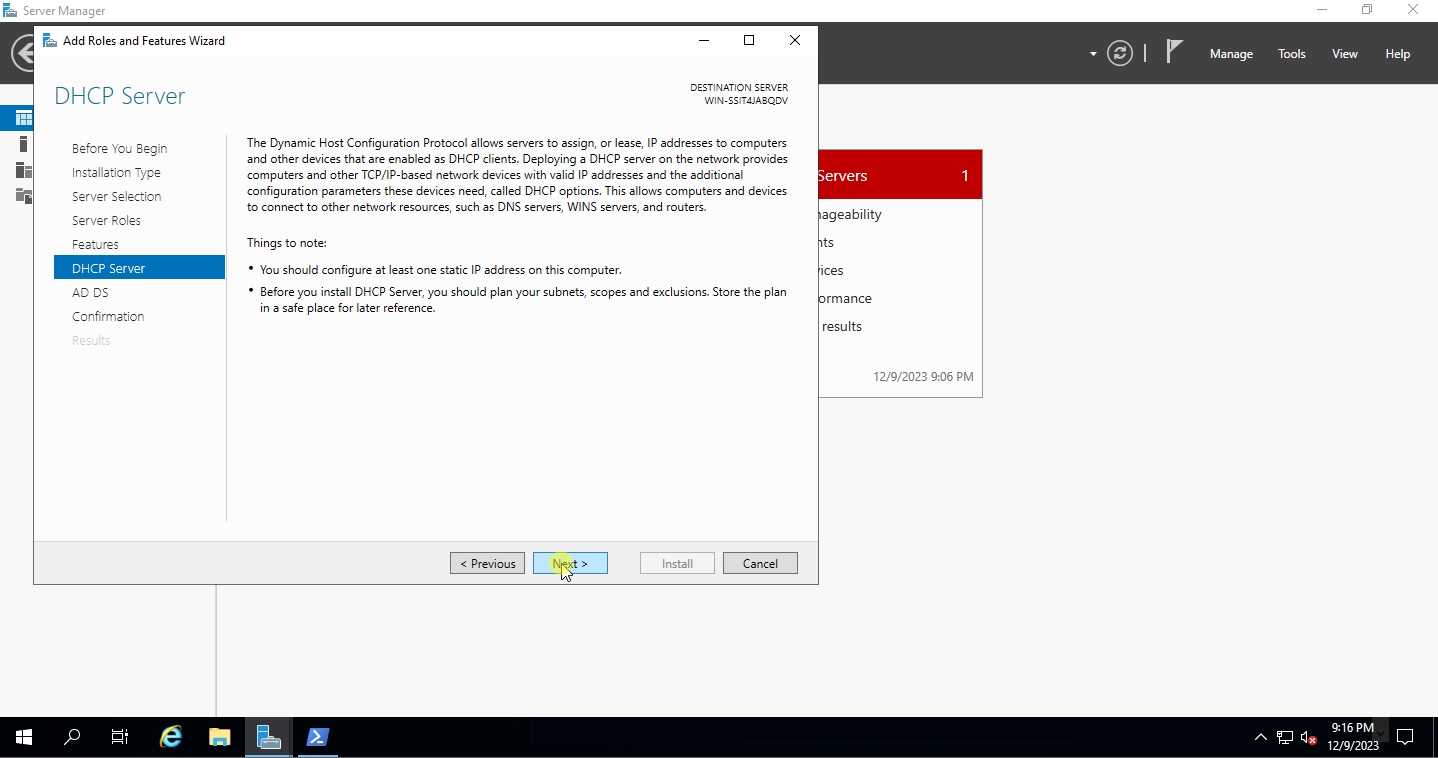 Server Manager
Add Roles and Features Wizard
Manage
Tools
View
Help
DHCP Server
DESTINATION SERVER
WIN-SSIT4JABQDV
Before You Begin
Installation Type
Server Selection
Server Roles
Features
DHCP Server
AD DS
Confirmation
Results
The Dynamic Host Configuration Protocol allows servers to assign, or lease, IP addresses to computers
and other devices that are enabled as DHCP clients. Deploying a DHCP server on the network provides
computers and other TCP/IP-based network devices with valid IP addresses and the additional
configuration parameters these devices need, called DHCP options. This allows computers and devices
to connect to other network resources, such as DNS servers, WINS servers, and routers.
Things to note:
• You should configure at least one static IP address on this computer.
• Before you install DHCP Server, you should plan your subnets, scopes and exclusions. Store the plan
in a safe place for later reference.
Servers 1
nageability
nts
vices
ormance
results
12/9/2023 9:06 PM
< Previous
Next >
Install
Cancel
9:16 PM
12/9/2023